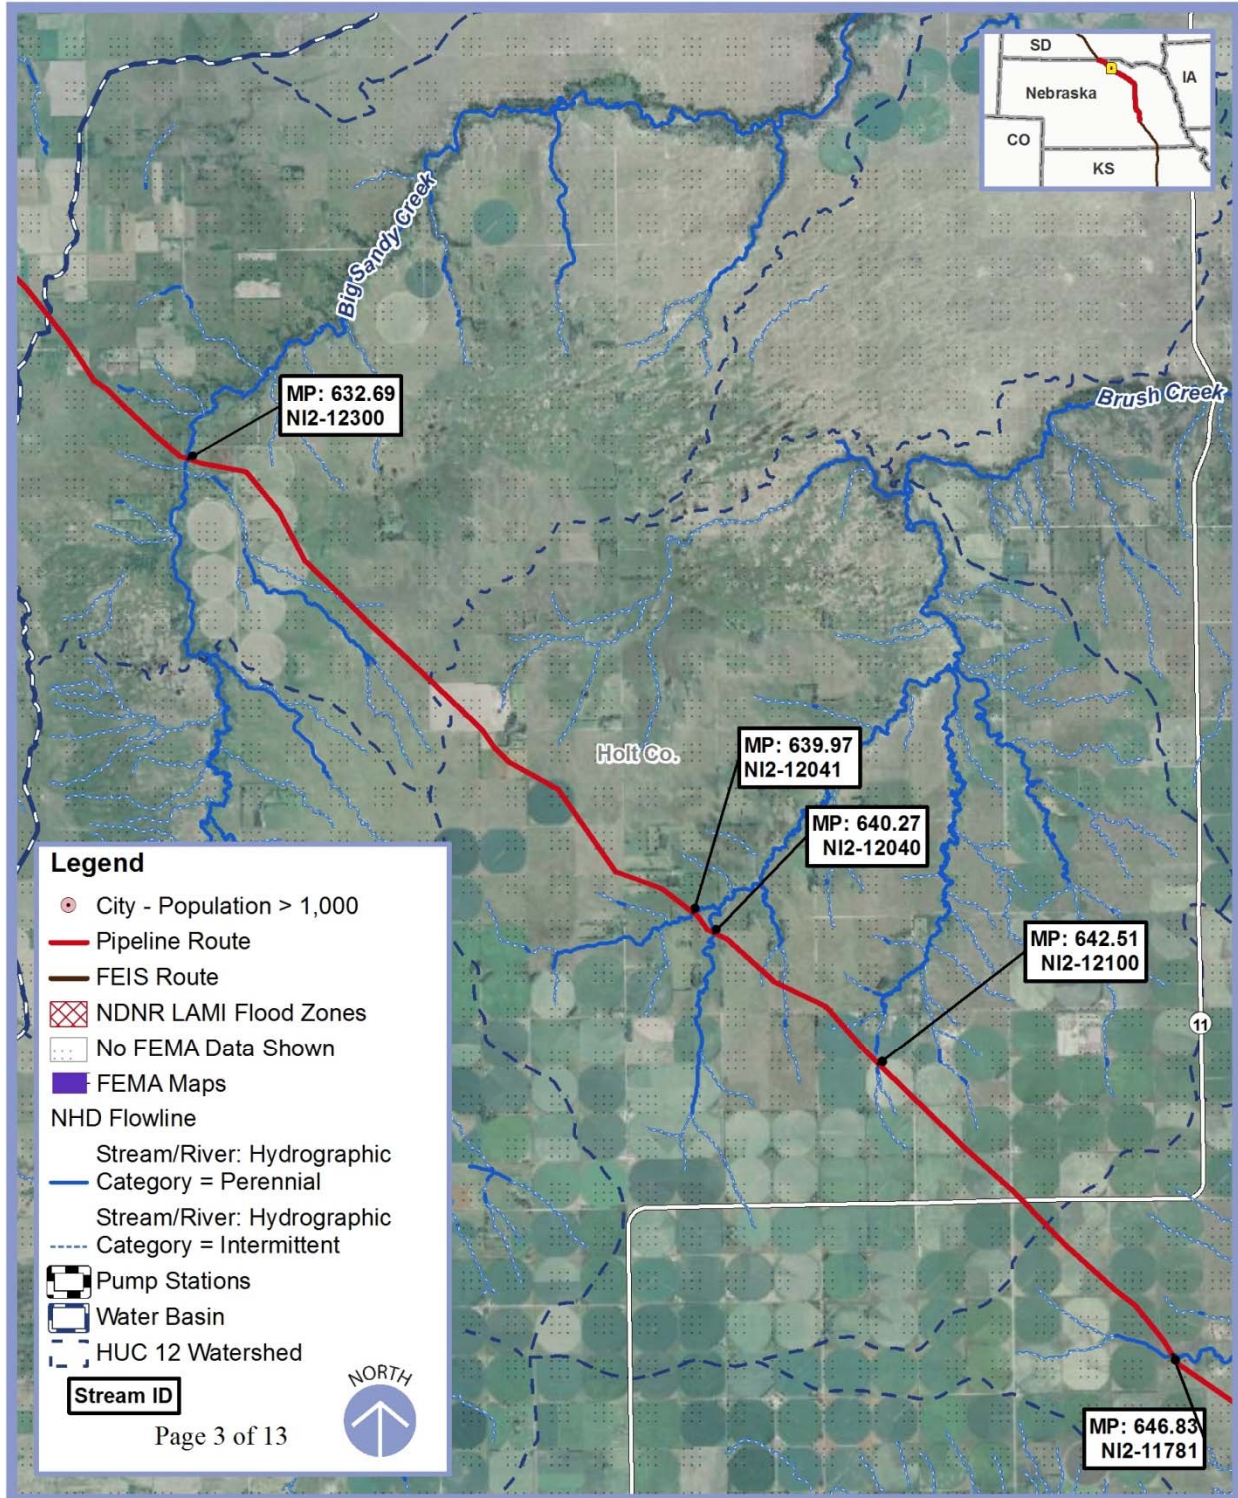 SD
IA
Nebraska
CO
KS
Big Sandy Creek
MP: 632.69
NI2-12300
Brush Creek
Holt Co.
MP: 639.97
NI2-12041
MP: 640.27
NI2-12040
MP: 642.51
NI2-12100
11
MP: 646.83
NI2-11781
Legend
City - Population > 1,000
Pipeline Route
FEIS Route
NDNR LAMI Flood Zones
No FEMA Data Shown
FEMA Maps
NHD Flowline
Stream/River: Hydrographic
Category = Perennial
Stream/River: Hydrographic
Category = Intermittent
Pump Stations
Water Basin
HUC 12 Watershed
Stream ID
NORTH
Page 3 of 13